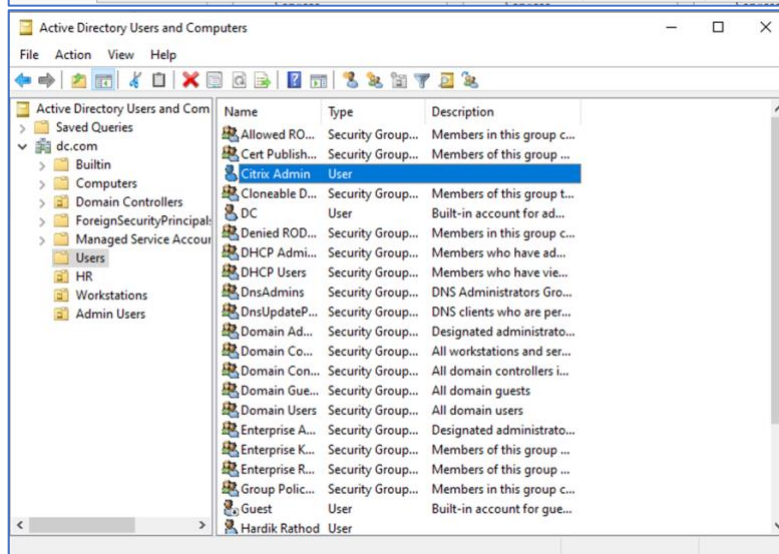 Active Directory Users and Computers
File Action View Help
Active Directory Users and Com
Saved Queries
dc.com
Builtin
Computers
Domain Controllers
ForeignSecurityPrincipals
Managed Service Accour
Users
HR
Workstations
Admin Users
Name Type Description
Allowed RO... Security Group... Members in this group c...
Cert Publish... Security Group... Members of this group ...
Citrix Admin User
Cloneable D... Security Group... Members of this group t...
DC User Built-in account for ad...
Denied ROD... Security Group... Members in this group c...
DHCP Admi... Security Group... Members who have ad...
DHCP Users Security Group... Members who have vie...
DnsAdmins Security Group... DNS Administrators Gro...
DnsUpdateP... Security Group... DNS clients who are per...
Domain Ad... Security Group... Designated administrato...
Domain Co... Security Group... All workstations and ser...
Domain Con... Security Group... All domain controllers i...
Domain Gue... Security Group... All domain guests
Domain Users Security Group... All domain users
Enterprise A... Security Group... Designated administrato...
Enterprise K... Security Group... Members of this group ...
Enterprise R... Security Group... Members of this group ...
Group Polic... Security Group... Members in this group c...
Guest User Built-in account for gue...
Hardik Rathod User